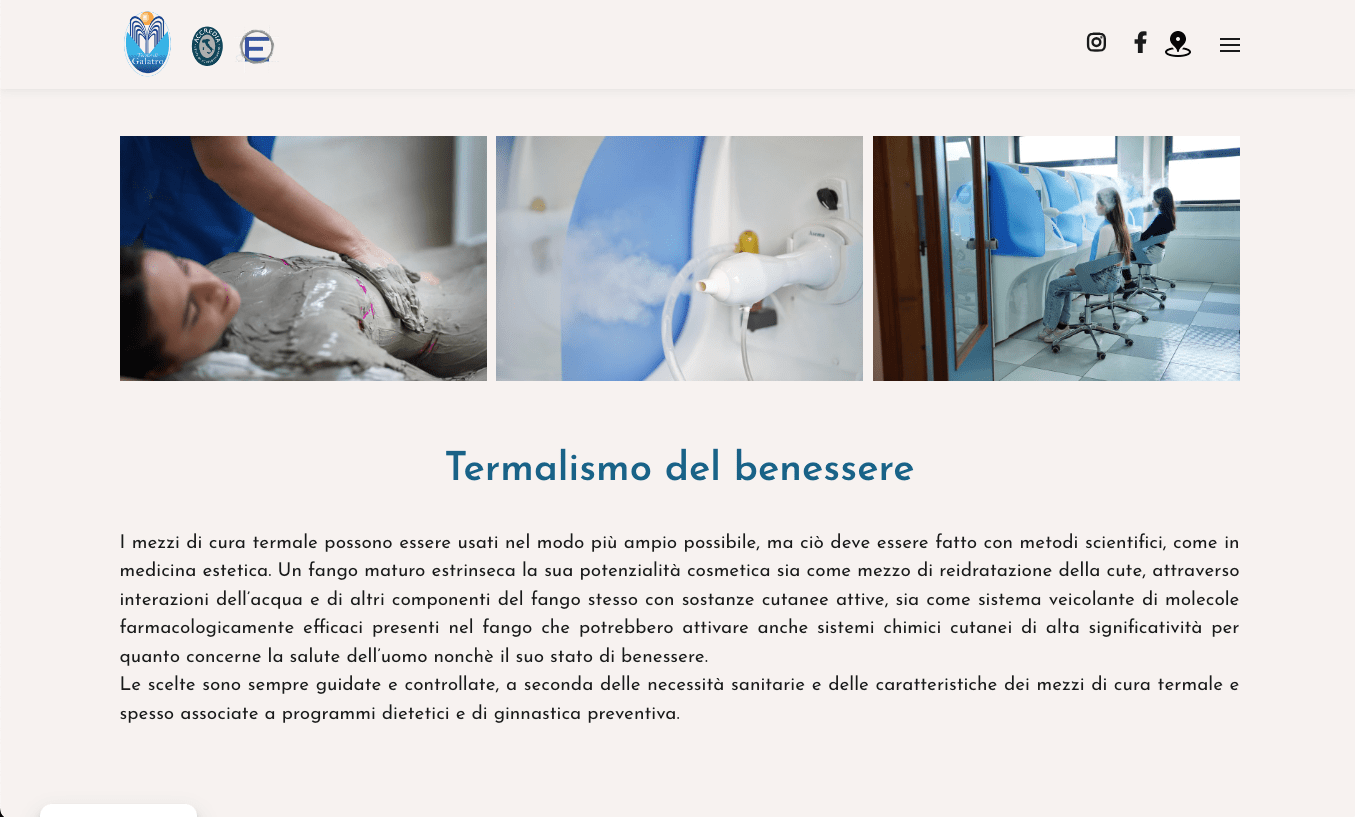 Galatro
ACCREDIA
E
Termalismo del benessere
I mezzi di cura termale possono essere usati nel modo più ampio possibile, ma ciò deve essere fatto con metodi scientifici, come in
medicina estetica. Un fango maturo estrinseca la sua potenzialità cosmetica sia come mezzo di reidratazione della cute, attraverso
interazioni dell'acqua e di altri componenti del fango stesso con sostanze cutanee attive, sia come sistema veicolante di molecole
farmacologicamente efficaci presenti nel fango che potrebbero attivare anche sistemi chimici cutanei di alta significatività per
quanto concerne la salute dell'uomo nonchè il suo stato di benessere.
Le scelte sono sempre guidate e controllate, a seconda delle necessità sanitarie e delle caratteristiche dei mezzi di cura termale e
spesso associate a programmi dietetici e di ginnastica preventiva.